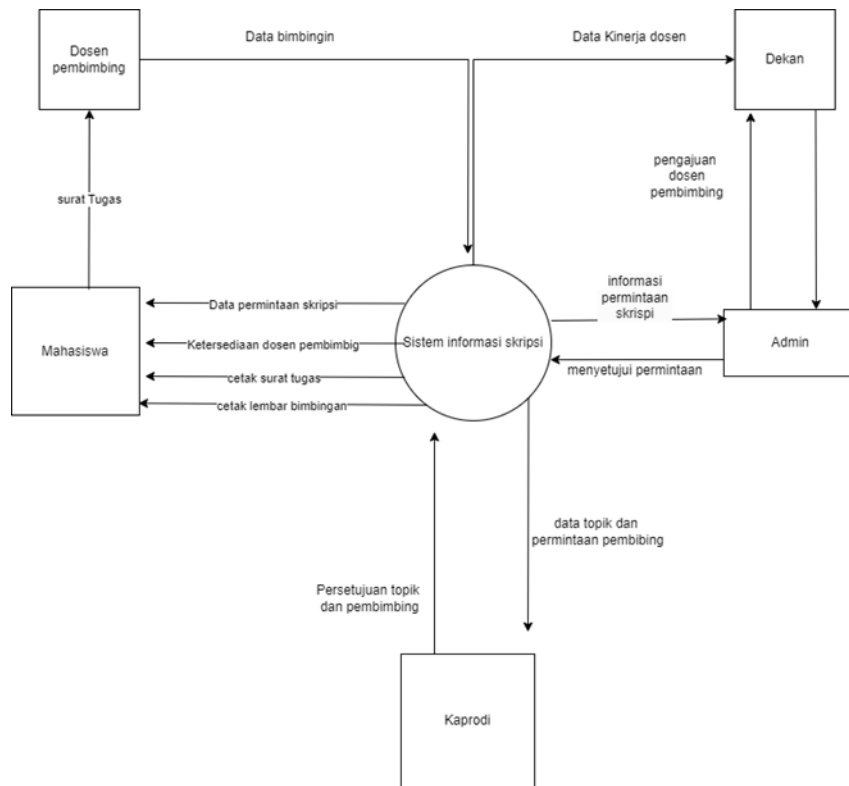 Dosen
pembimbing
Data bimbingin
Data Kinerja dosen
Dekan
pengajuan
dosen
pembimbing
surat Tugas
Mahasiswa
Data permintaan skripsi
Ketersediaan dosen pembimbig
cetak surat tugas
cetak lembar bimbingan
Sistem informasi skripsi
informasi
permintaan
skrispi
menyetujui permintaan
Admin
data topik dan
permintaan pembibing
Persetujuan topik
dan pembimbing
Kaprodi